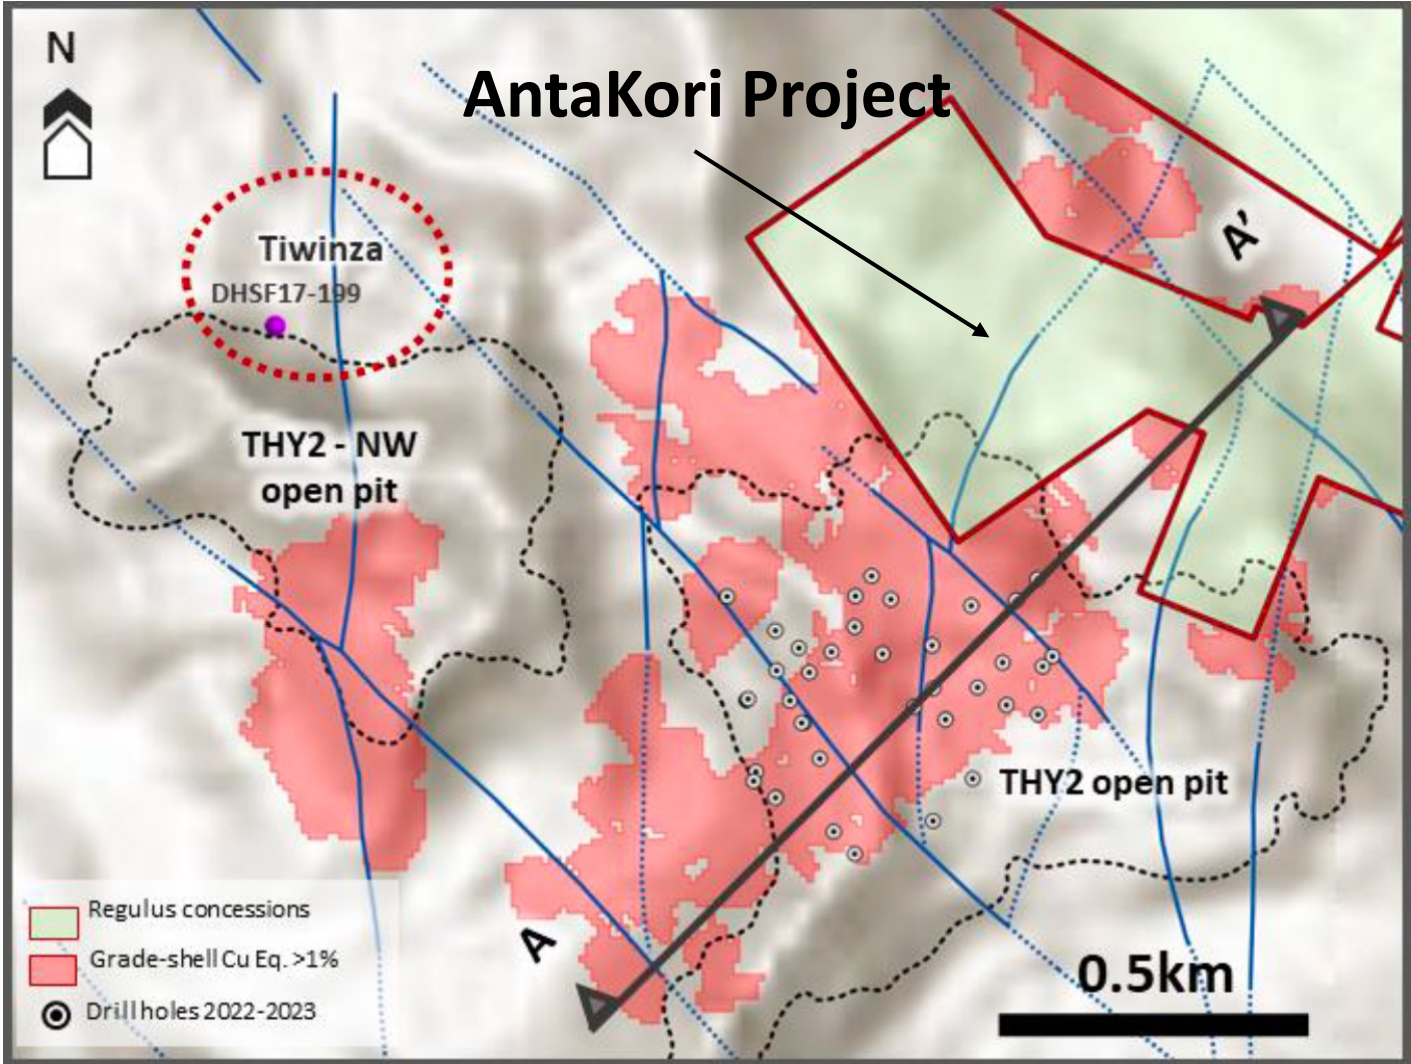 N
AntaKori Project
A'
Tiwinza
DHSF17-199
THY2 - NW
open pit
THY2 open pit
A
Regulus concessions
Grade-shell Cu Eq. >1%
Drill holes 2022-2023
0.5km